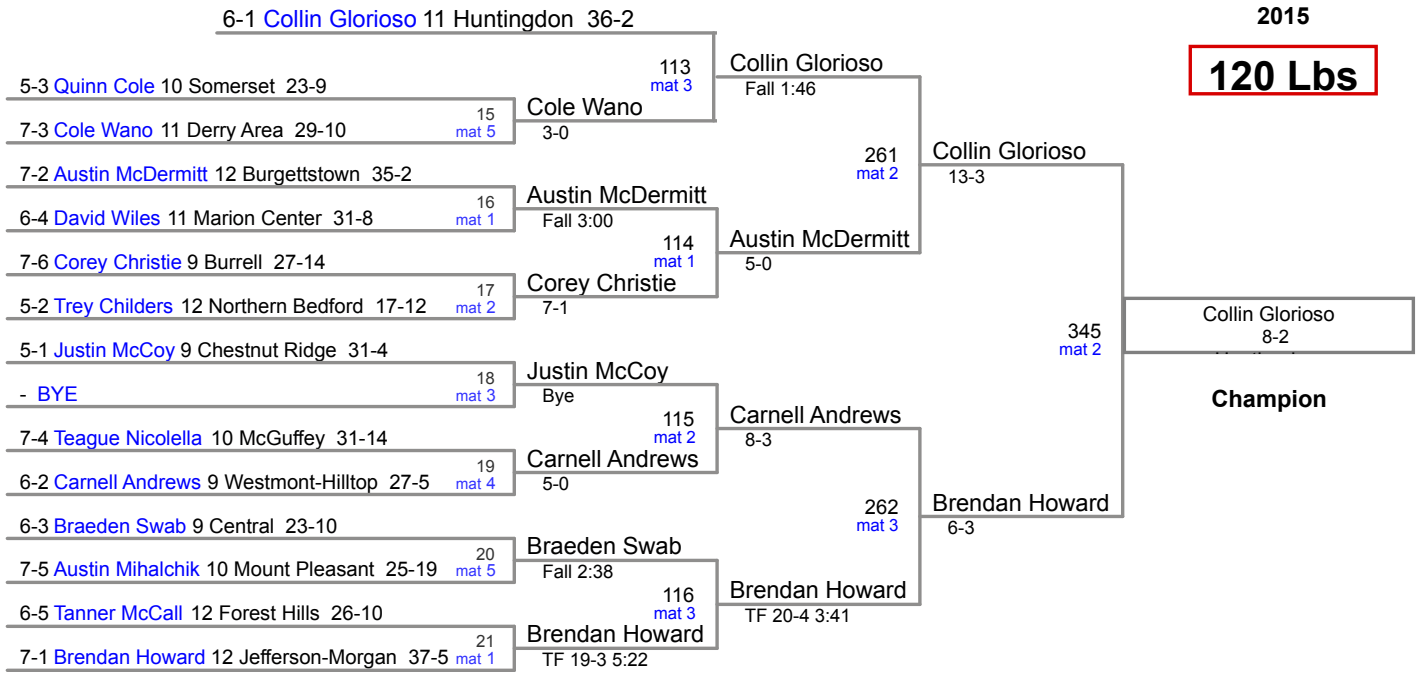 6-1 Collin Glorioso 11 Huntingdon 36-2
2015
120 Lbs
5-3 Quinn Cole 10 Somerset 23-9
7-3 Cole Wano 11 Derry Area 29-10
15
mat 5
7-2 Austin McDermitt 12 Burgettstown 35-2
6-4 David Wiles 11 Marion Center 31-8
16
mat 1
7-6 Corey Christie 9 Burrell 27-14
5-2 Trey Childers 12 Northern Bedford 17-12
17
mat 2
5-1 Justin McCoy 9 Chestnut Ridge 31-4
- BYE
18
mat 3
7-4 Teague Nicolella 10 McGuffey 31-14
6-2 Carnell Andrews 9 Westmont-Hilltop 27-5
19
mat 4
6-3 Braeden Swab 9 Central 23-10
7-5 Austin Mihalchik 10 Mount Pleasant 25-19
20
mat 5
6-5 Tanner McCall 12 Forest Hills 26-10
7-1 Brendan Howard 12 Jefferson-Morgan 37-5
21
mat 1
Cole Wano
3-0
113
mat 3
Austin McDermitt
Fall 3:00
114
mat 1
Corey Christie
7-1
Justin McCoy
Bye
115
mat 2
Carnell Andrews
5-0
Braeden Swab
Fall 2:38
116
mat 3
Brendan Howard
TF 19-3 5:22
Collin Glorioso
Fall 1:46
261
mat 2
Austin McDermitt
5-0
Carnell Andrews
8-3
262
mat 3
Brendan Howard
TF 20-4 3:41
Collin Glorioso
13-3
345
mat 2
Brendan Howard
6-3
Collin Glorioso
8-2
Champion